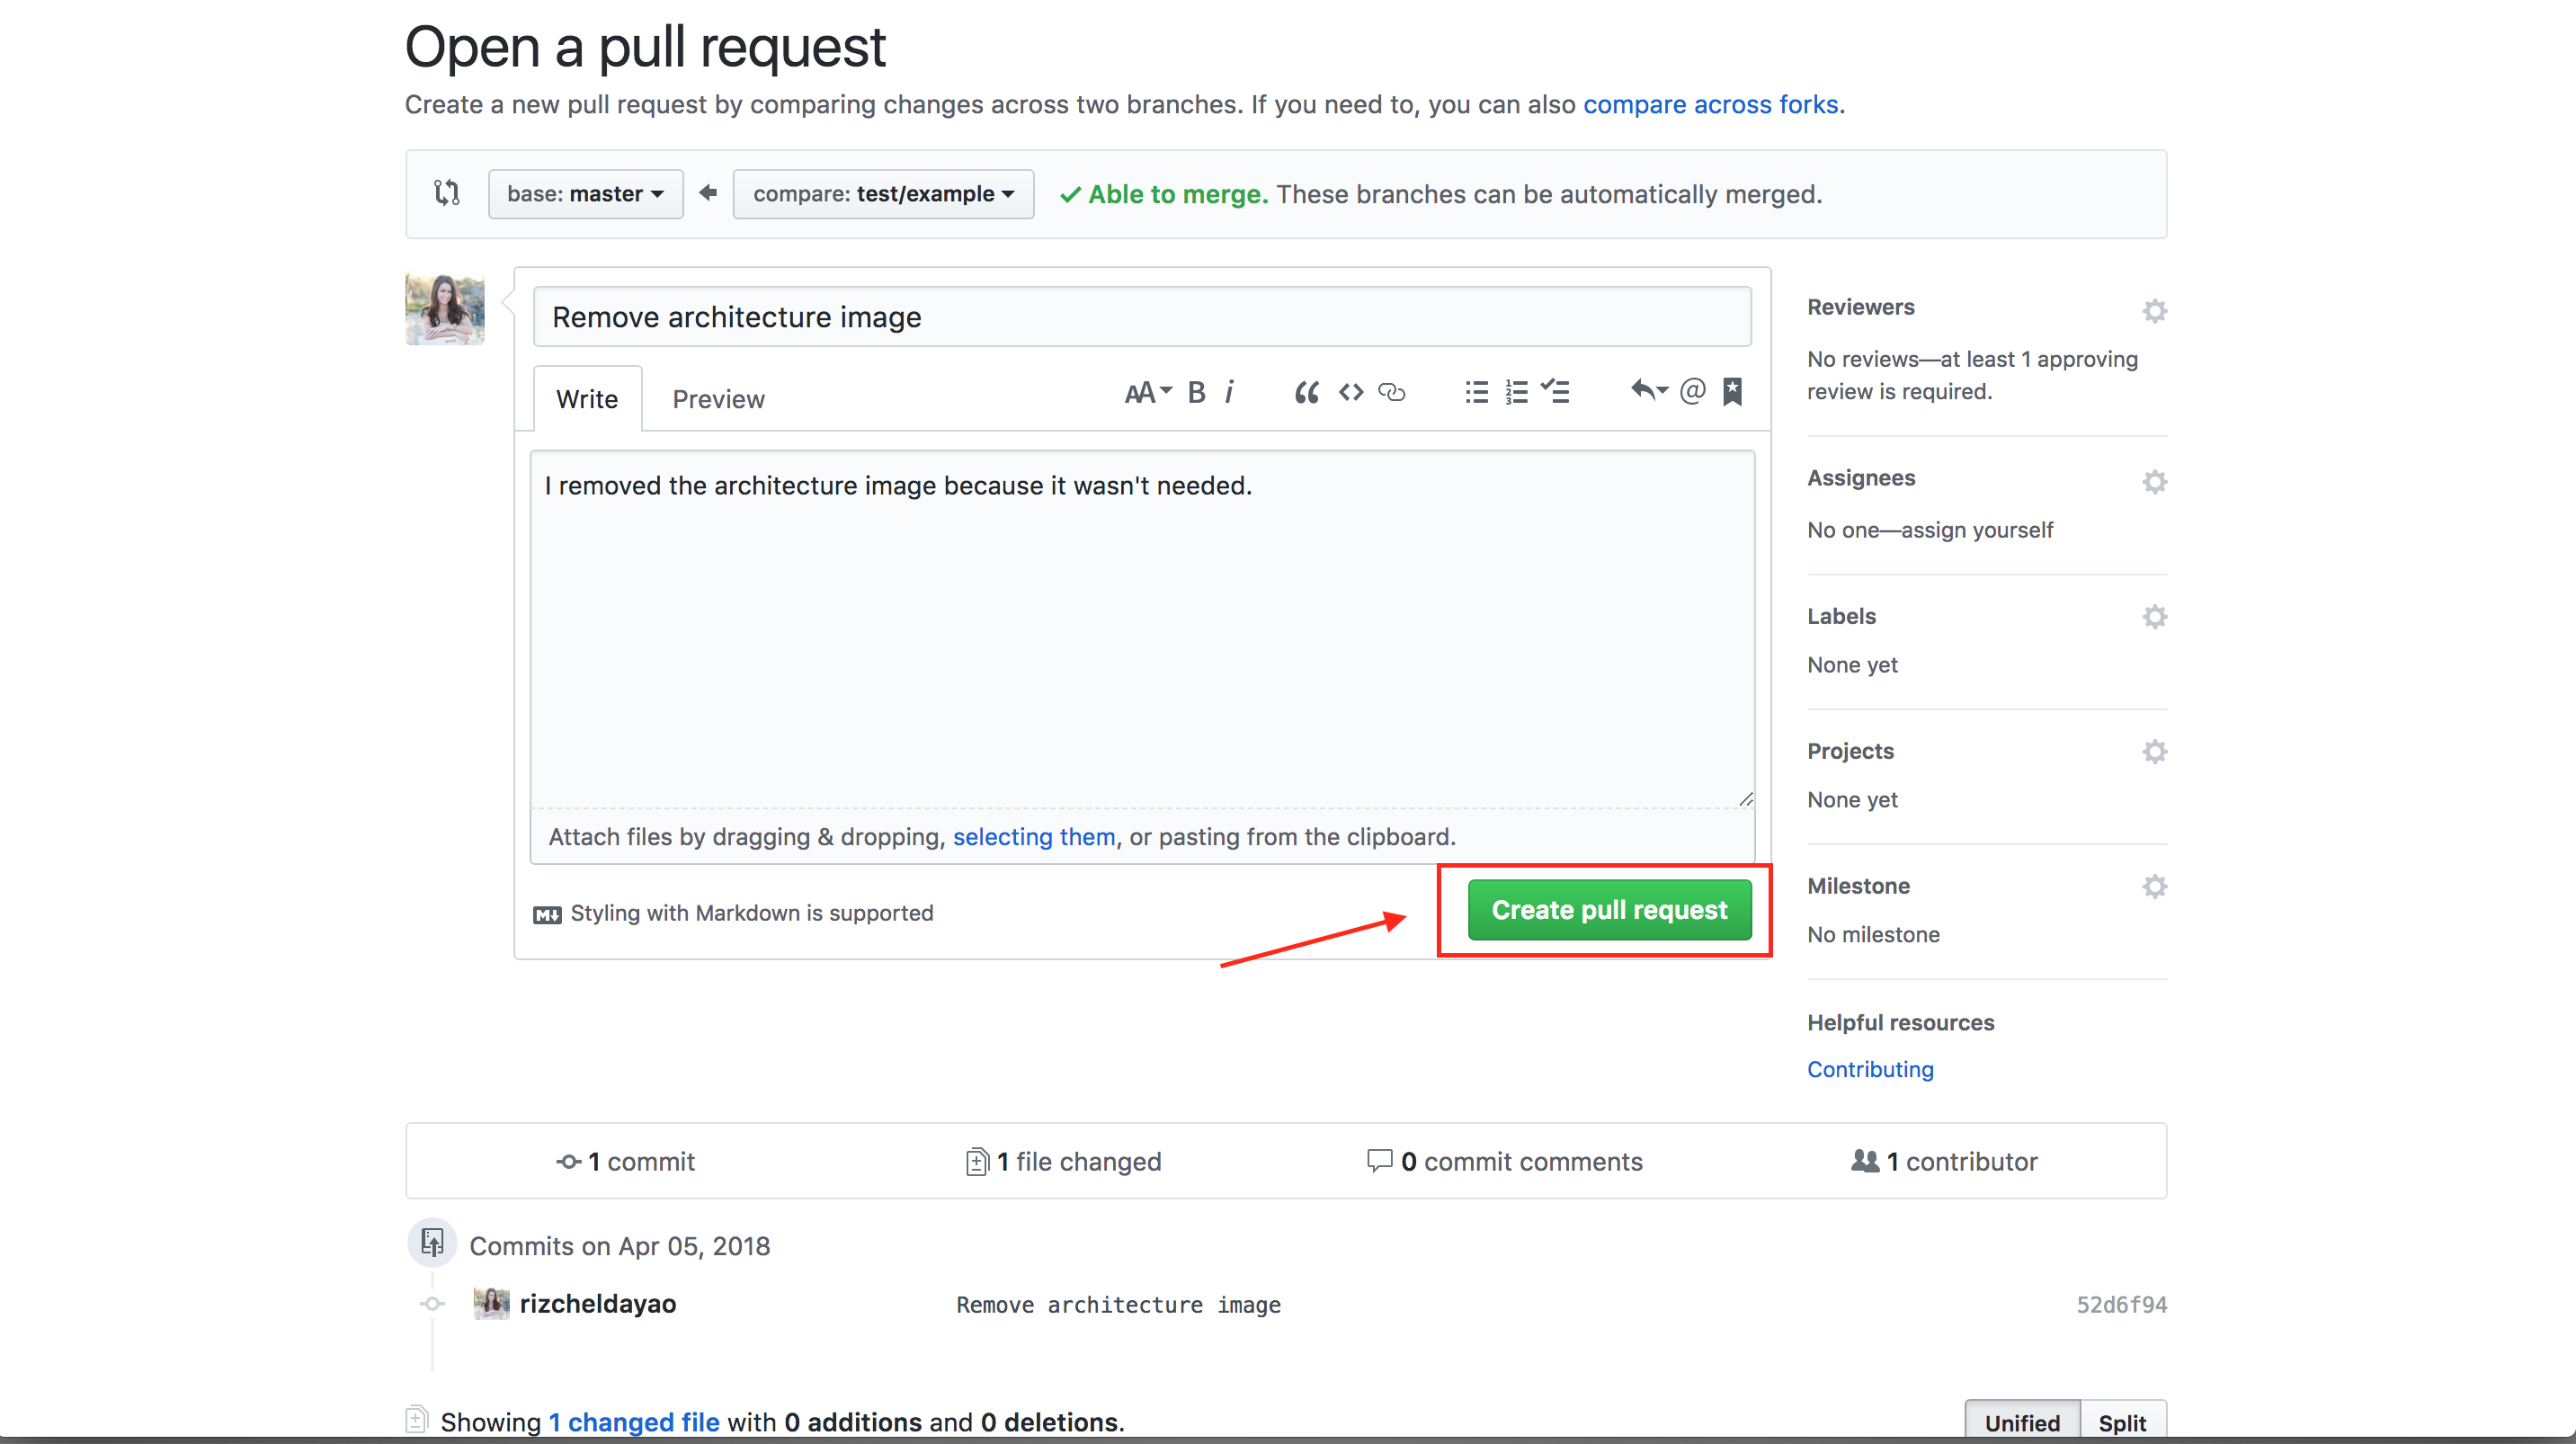 Open a pull request
Create a new pull request by comparing changes across two branches. If you need to, you can also compare across forks.
base: master compare: test/example Able to merge. These branches can be automatically merged.
Remove architecture image
Write Preview AA B i @
I removed the architecture image because it wasn't needed.
Attach files by dragging & dropping, selecting them, or pasting from the clipboard.
Styling with Markdown is supported
Create pull request
Reviewers
No reviews—at least 1 approving
review is required.
Assignees
No one—assign yourself
Labels
None yet
Projects
None yet
Milestone
No milestone
Helpful resources
Contributing
1 commit 1 file changed 0 commit comments 1 contributor
Commits on Apr 05, 2018
rizcheldayao Remove architecture image 52d6f94
Showing 1 changed file with 0 additions and 0 deletions. Unified Split